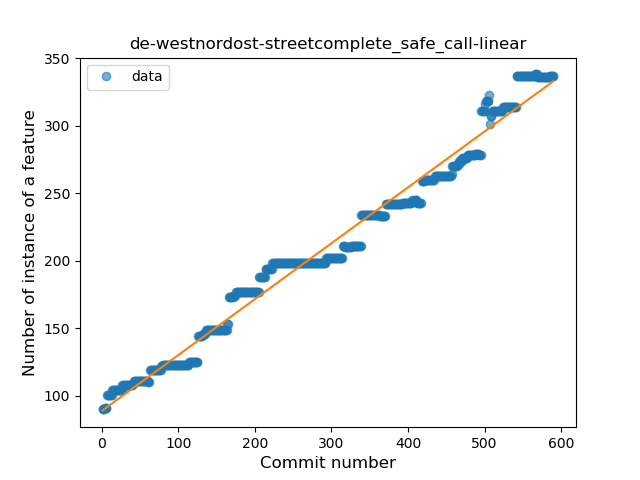 de-westnordost-streetcomplete_safe_call-linear
data
Number of instance of a feature
350
300
250
200
150
100
0 100 200 300 400 500 600
Commit number